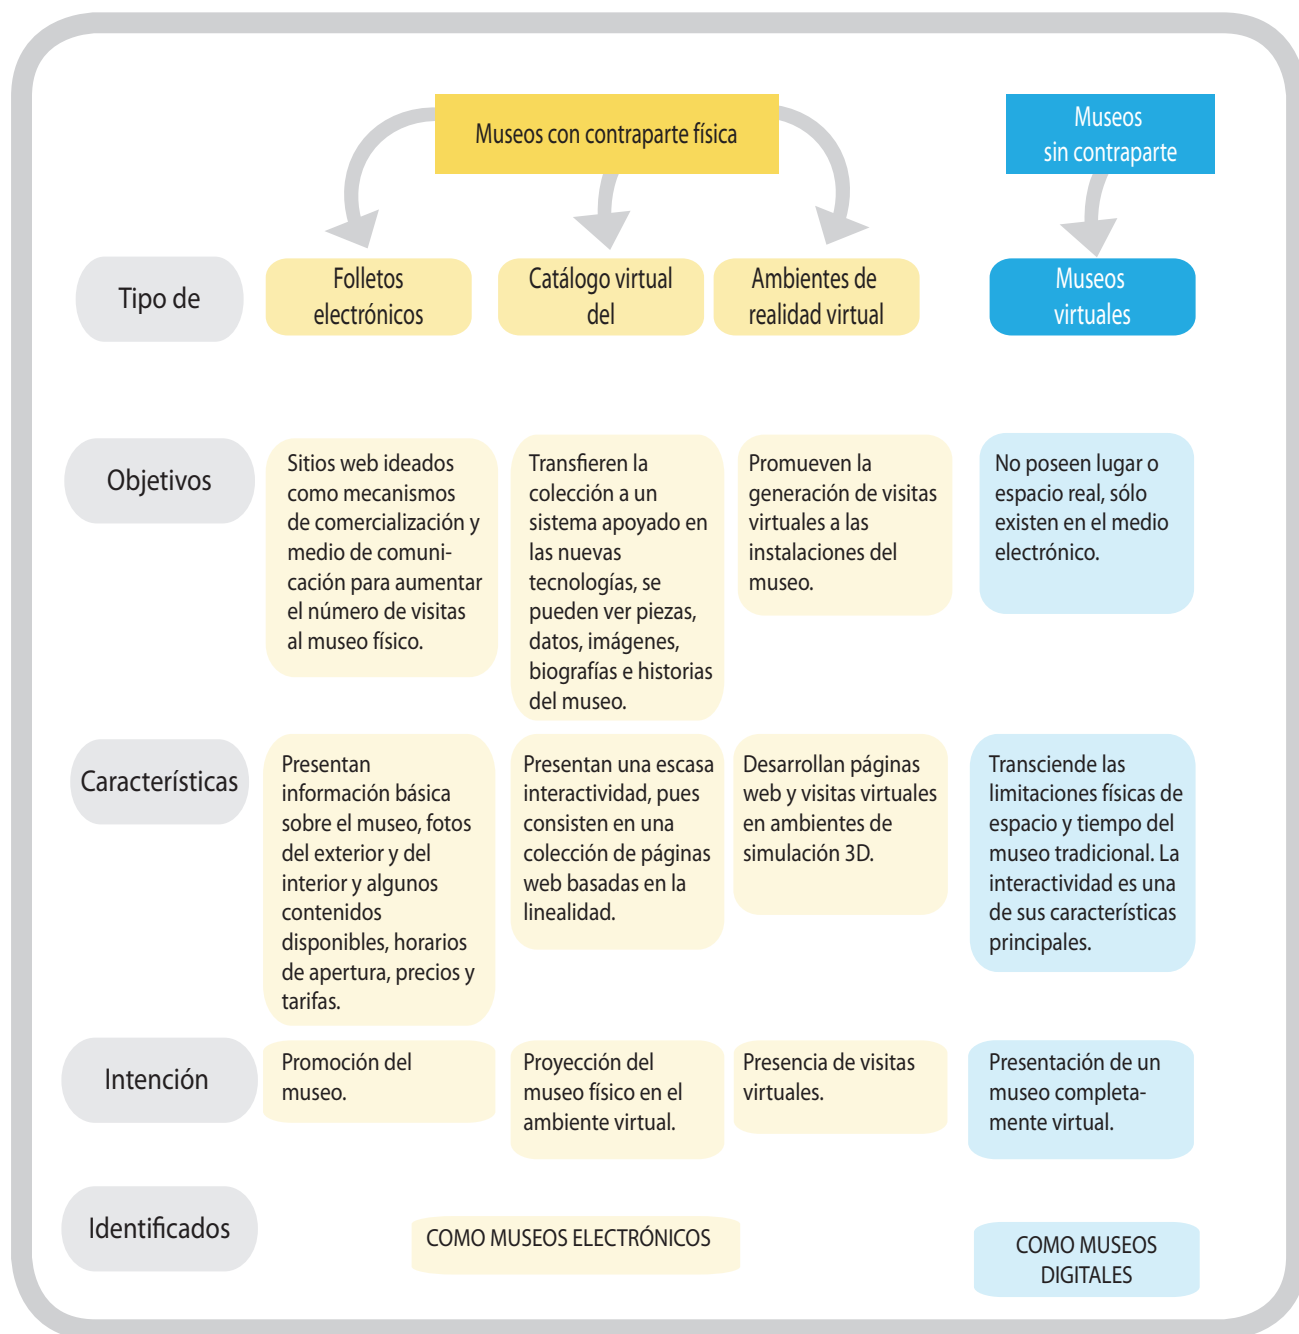 Museos con contraparte física
Museos
sin contraparte
Tipo de
Folletos
electrónicos
Catálogo virtual
del
Ambientes de
realidad virtual
Museos
virtuales
Objetivos
Sitios web ideados
como mecanismos
de comercialización y
medio de comuni-
cación para aumentar
el número de visitas
al museo físico.
Transfieren la
colección a un
sistema apoyado en
las nuevas
tecnologías, se
pueden ver piezas,
datos, imágenes,
biografías e historias
del museo.
Promueven la
generación de visitas
virtuales a las
instalaciones del
museo.
No poseen lugar o
espacio real, sólo
existen en el medio
electrónico.
Característicás
Presentan
información básica
sobre el museo, fotos
del exterior y del
interior y algunos
contenidos
disponibles, horarios
de apertura, precios y
tarifas.
Presentan una escasa
interactividad, pues
consisten en una
colección de páginas
web basadas en la
linealidad.
Desarrollan páginas
web y visitas virtuales
en ambientes de
simulación 3D.
Transciende las
limitaciones físicas de
espacio y tiempo del
museo tradicional. La
interactividad es una
de sus características
principales.
Intención
Promoción del
museo.
Proyección del
museo físico en el
ambiente virtual.
Presencia de visitas
virtuales.
Presentación de un
museo completa-
mente virtual.
Identificados
COMO MUSEOS ELECTRÓNICOS
COMO MUSEOS
DIGITALES